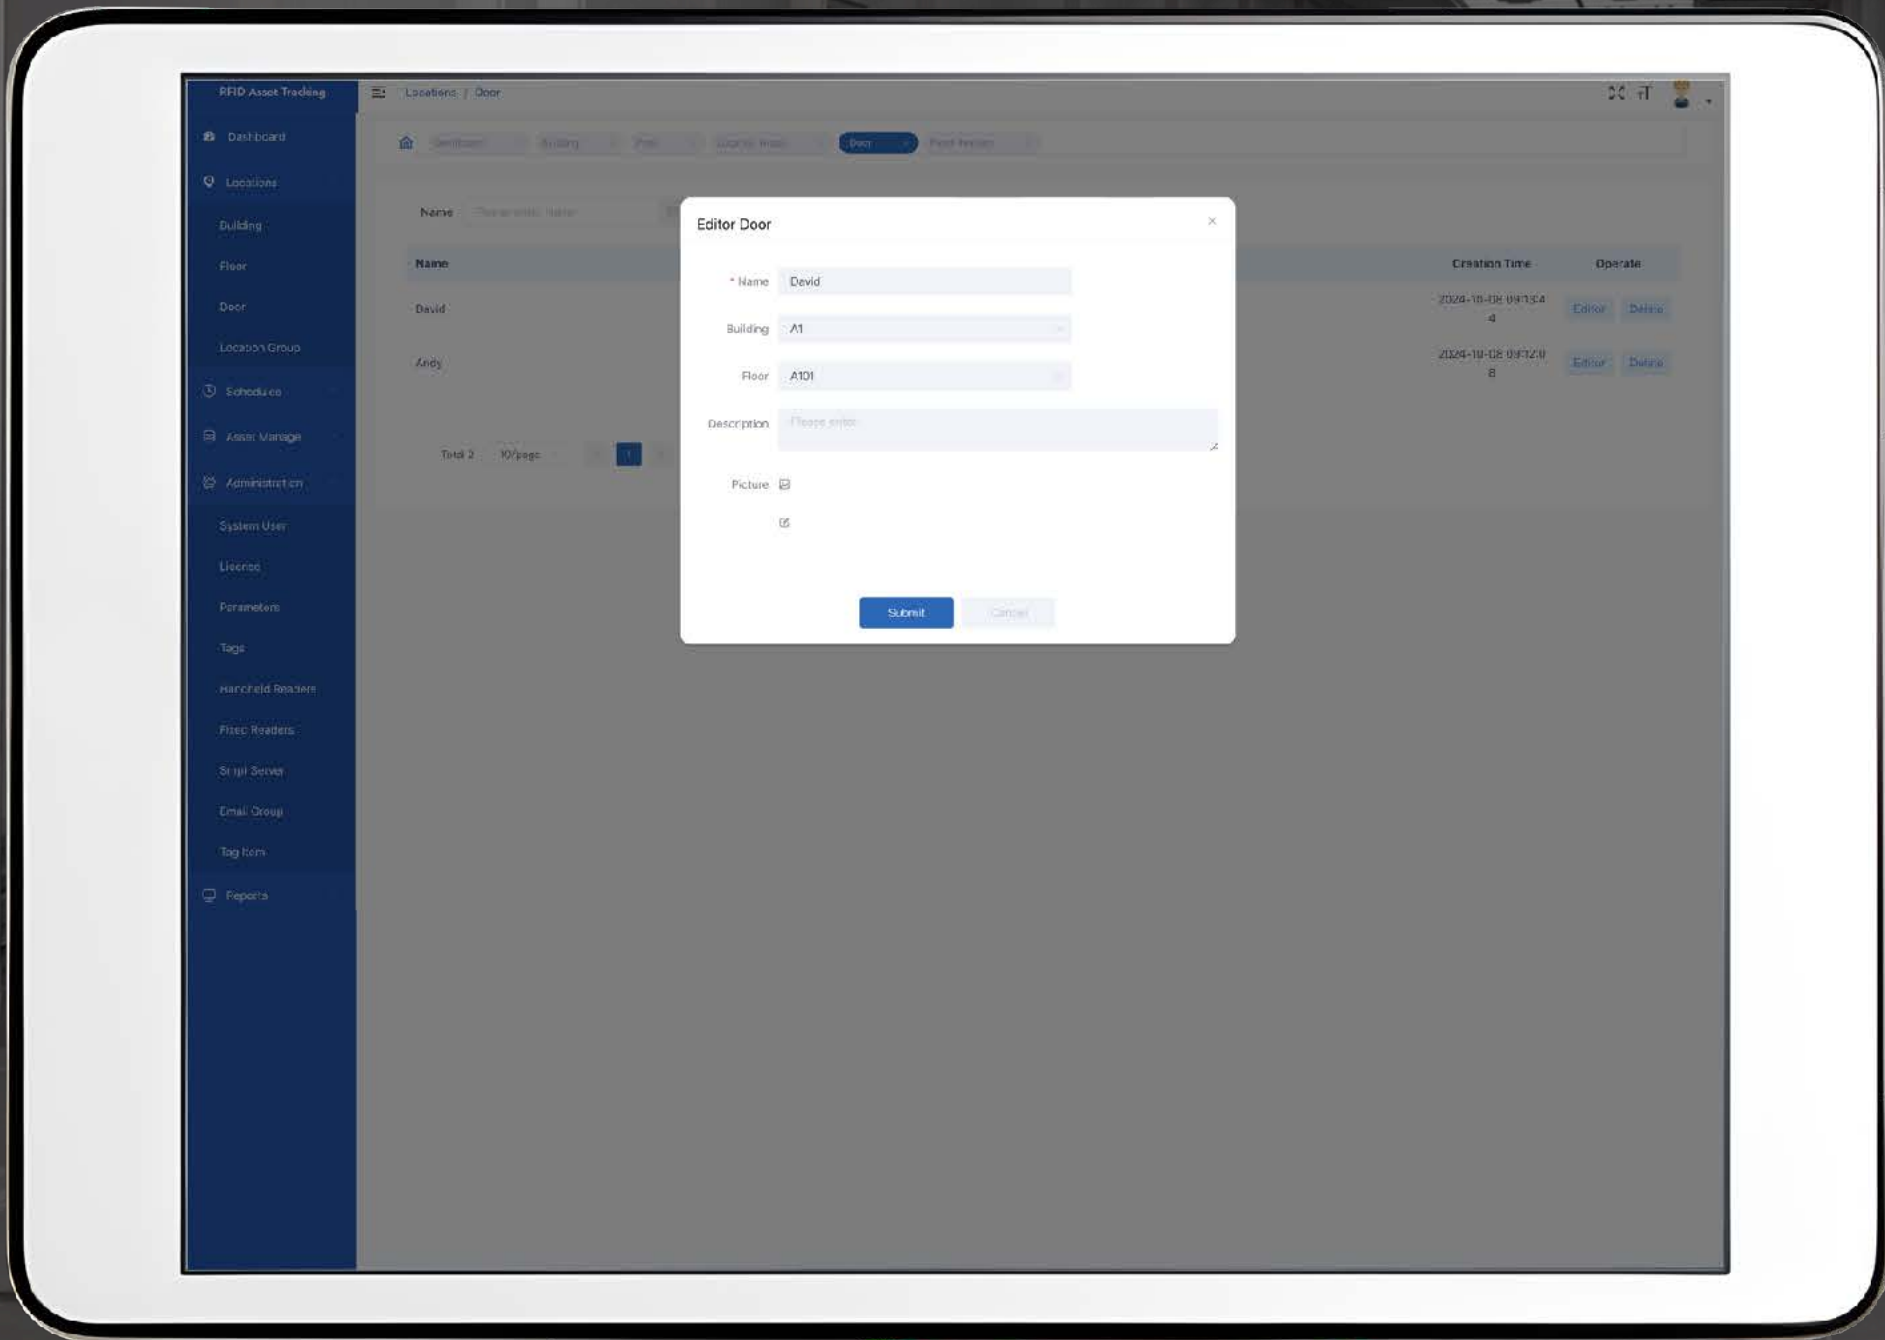 RFID Asset Tracking
Locations / Door
Dashboard
Building
Door
Locations
Name
Building
Editor Door
Name
Creation Time
Operate
Floor
* Name
David
Door
David
Editor
Delete
Building
A1
Location Group
Andy
Editor
Delete
Floor
A101
Schedules
Description
Please enter
Asset Manage
Total 2
10/page
1
Administration
Picture
System User
License
Parameters
Submit
Cancel
Tags
Handheld Readers
Fixed Readers
Email Group
Tag Item
Reports